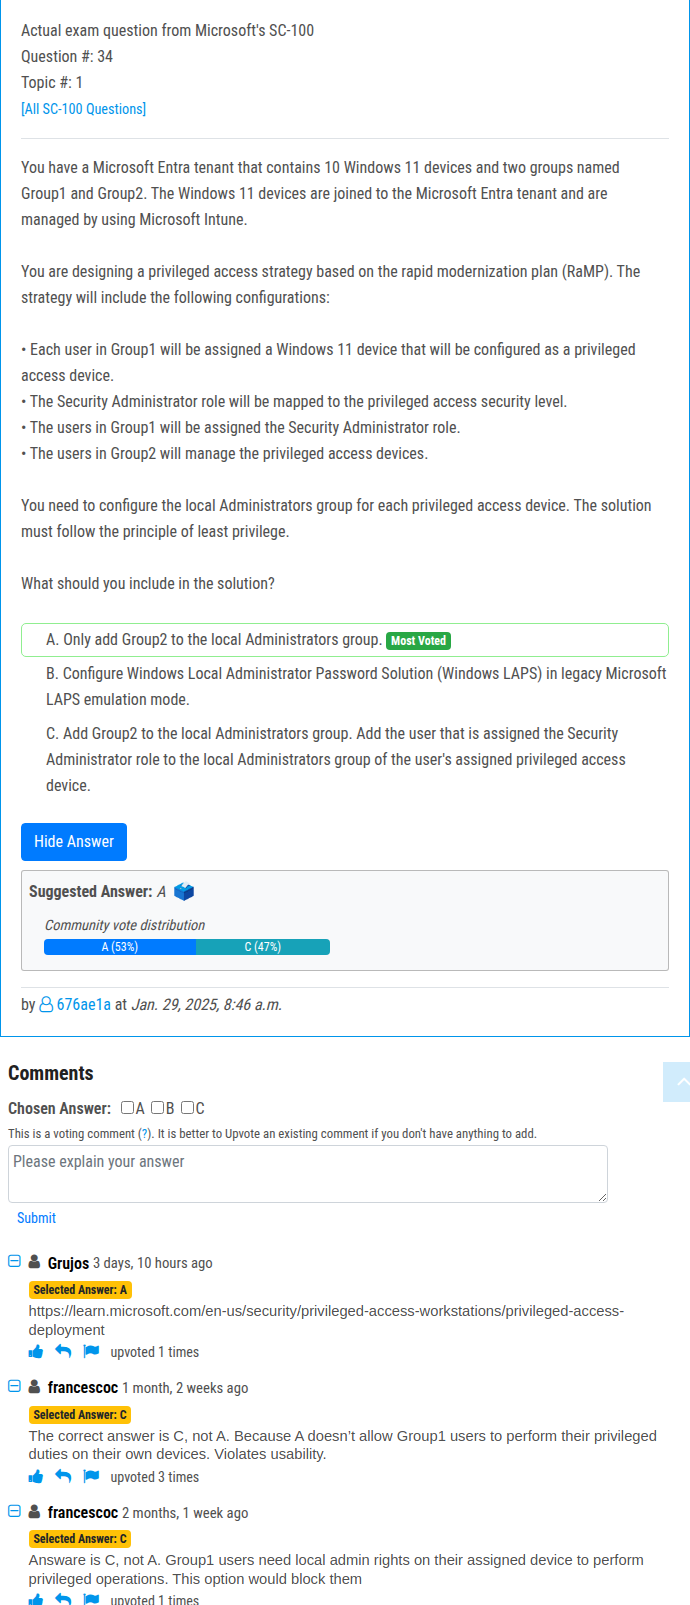 Actual exam question from Microsoft's SC-100
Question #: 34
Topic #: 1
[All SC-100 Questions]
You have a Microsoft Entra tenant that contains 10 Windows 11 devices and two groups named
Group1 and Group2. The Windows 11 devices are joined to the Microsoft Entra tenant and are
managed by using Microsoft Intune.
You are designing a privileged access strategy based on the rapid modernization plan (RaMP). The
strategy will include the following configurations:
• Each user in Group1 will be assigned a Windows 11 device that will be configured as a privileged
access device.
• The Security Administrator role will be mapped to the privileged access security level.
• The users in Group1 will be assigned the Security Administrator role.
• The users in Group2 will manage the privileged access devices.
You need to configure the local Administrators group for each privileged access device. The solution
must follow the principle of least privilege.
What should you include in the solution?
A. Only add Group2 to the local Administrators group. Most Voted
B. Configure Windows Local Administrator Password Solution (Windows LAPS) in legacy Microsoft
LAPS emulation mode.
C. Add Group2 to the local Administrators group. Add the user that is assigned the Security
Administrator role to the local Administrators group of the user's assigned privileged access
device.
Hide Answer
Suggested Answer: A
Community vote distribution
A (53%) C (47%)
by 676ae1a at Jan. 29, 2025, 8:46 a.m.
Comments
Chosen Answer: A B C
This is a voting comment (?). It is better to Upvote an existing comment if you don't have anything to add.
Please explain your answer
Submit
Grujos 3 days, 10 hours ago
Selected Answer: A
https://learn.microsoft.com/en-us/security/privileged-access-workstations/privileged-access-
deployment
upvoted 1 times
francescoc 1 month, 2 weeks ago
Selected Answer: C
The correct answer is C, not A. Because A doesn’t allow Group1 users to perform their privileged
duties on their own devices. Violates usability.
upvoted 3 times
francescoc 2 months, 1 week ago
Selected Answer: C
Answare is C, not A. Group1 users need local admin rights on their assigned device to perform
privileged operations. This option would block them
upvoted 1 times